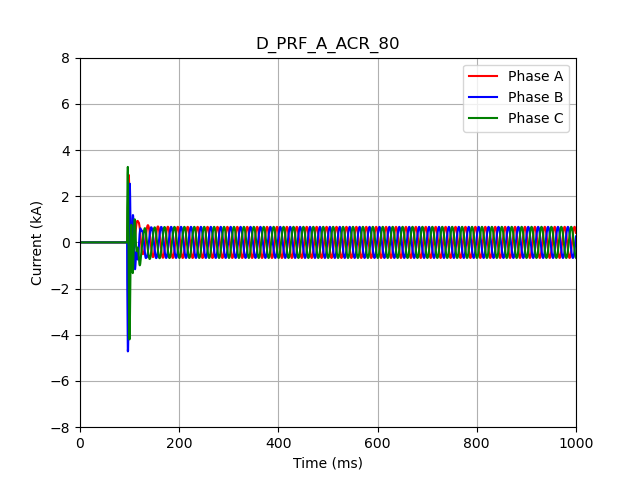 D_PRF_A_ACR_80
Current (kA)
8
6
4
2
0
−2
−4
−6
−8
Phase A
Phase B
Phase C
0 200 400 600 800 1000
Time (ms)